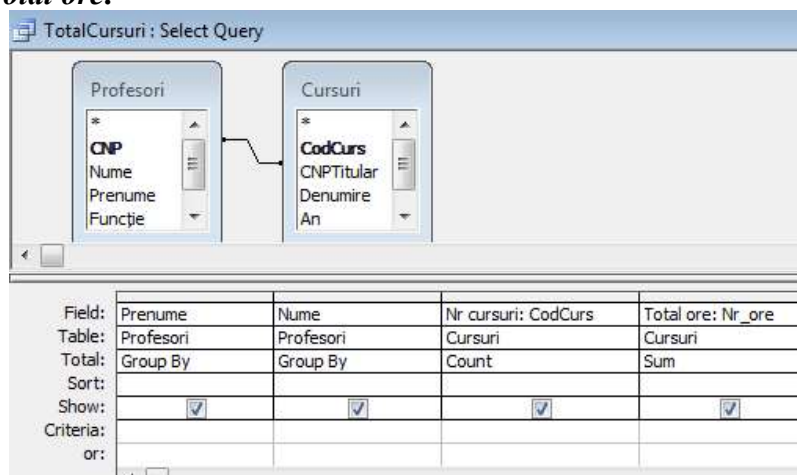 otal ore.
TotalCursuri : Select Query
Profesori
*
CNP
Nume
Prenume
Funcție
Cursuri
*
CodCurs
CNPTitular
Denumire
An
Field: Prenume Nume Nr cursuri: CodCurs Total ore: Nr_ore
Table: Profesori Profesori Cursuri Cursuri
Total: Group By Group By Count Sum
Sort:
Show:
Criteria:
or: